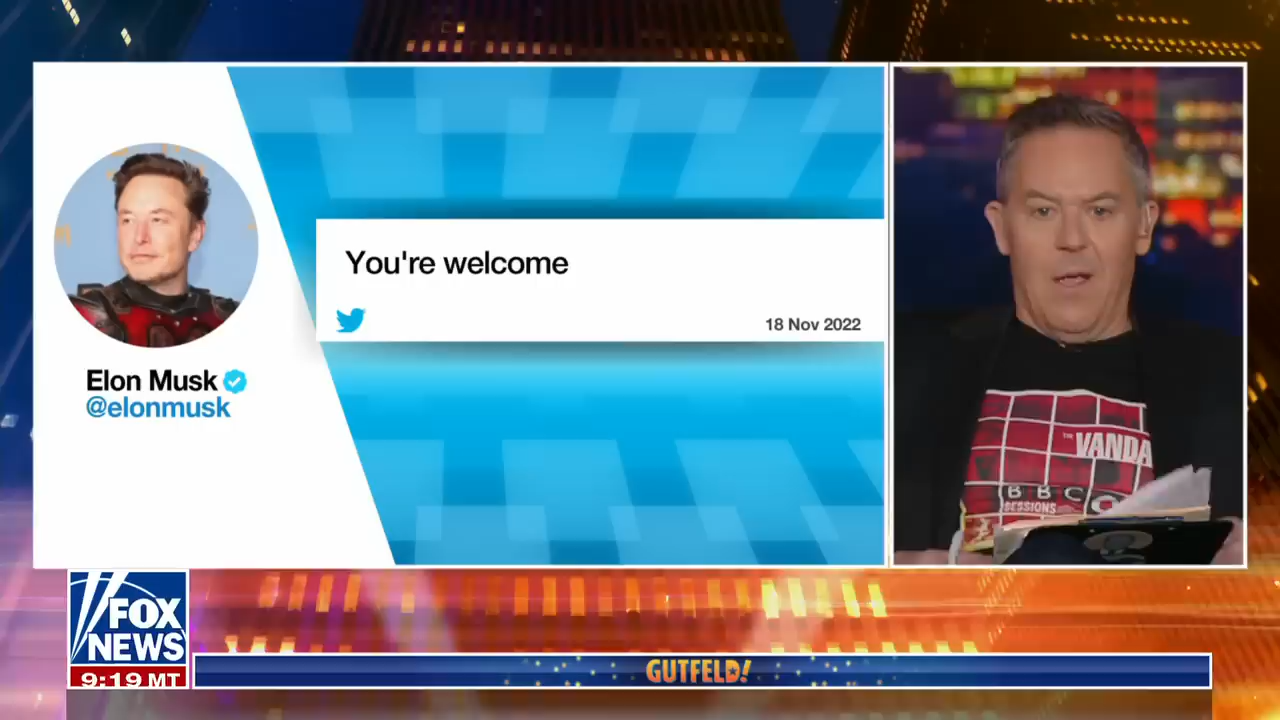 You're welcome
18 Nov 2022
Elon Musk
@elonmusk
THE VANDA
BBC
SESSIONS
FOX
NEWS
9:19 MT
GUTFELD!